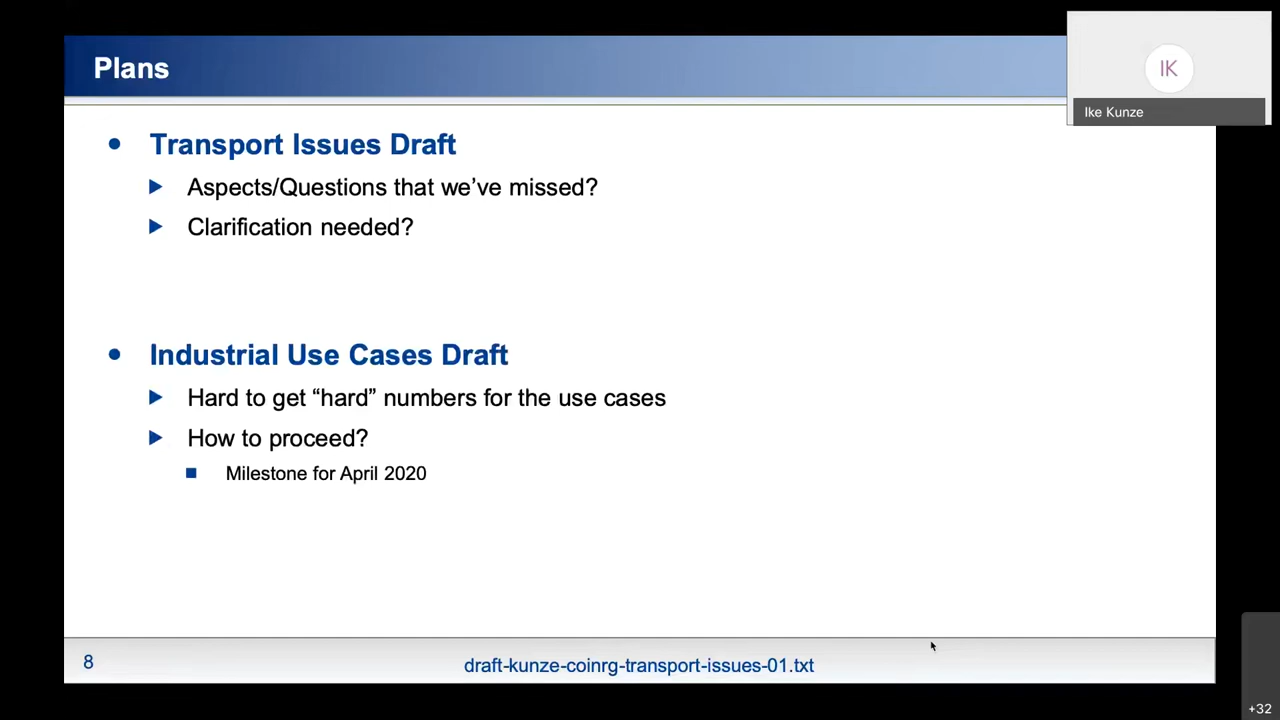 Plans
IK
Ike Kunze
Transport Issues Draft
Aspects/Questions that we’ve missed?
Clarification needed?
Industrial Use Cases Draft
Hard to get “hard” numbers for the use cases
How to proceed?
Milestone for April 2020
8
draft-kunze-coinrg-transport-issues-01.txt
+32